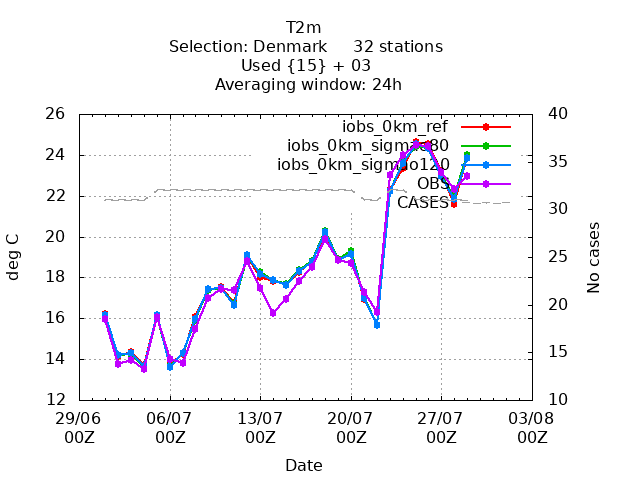 T2m
Selection: Denmark 32 stations
Used {15} + 03
Averaging window: 24h
26 40
iobs_0km_ref
iobs_0km_sigmao80
24 35
iobs_0km_sigmao120
OBS
22 30
CASES
20 25
18 20
16 15
14
12 10
deg C
No cases
29/06 06/07 13/07 20/07 27/07 03/08
00Z 00Z 00Z 00Z 00Z 00Z
Date